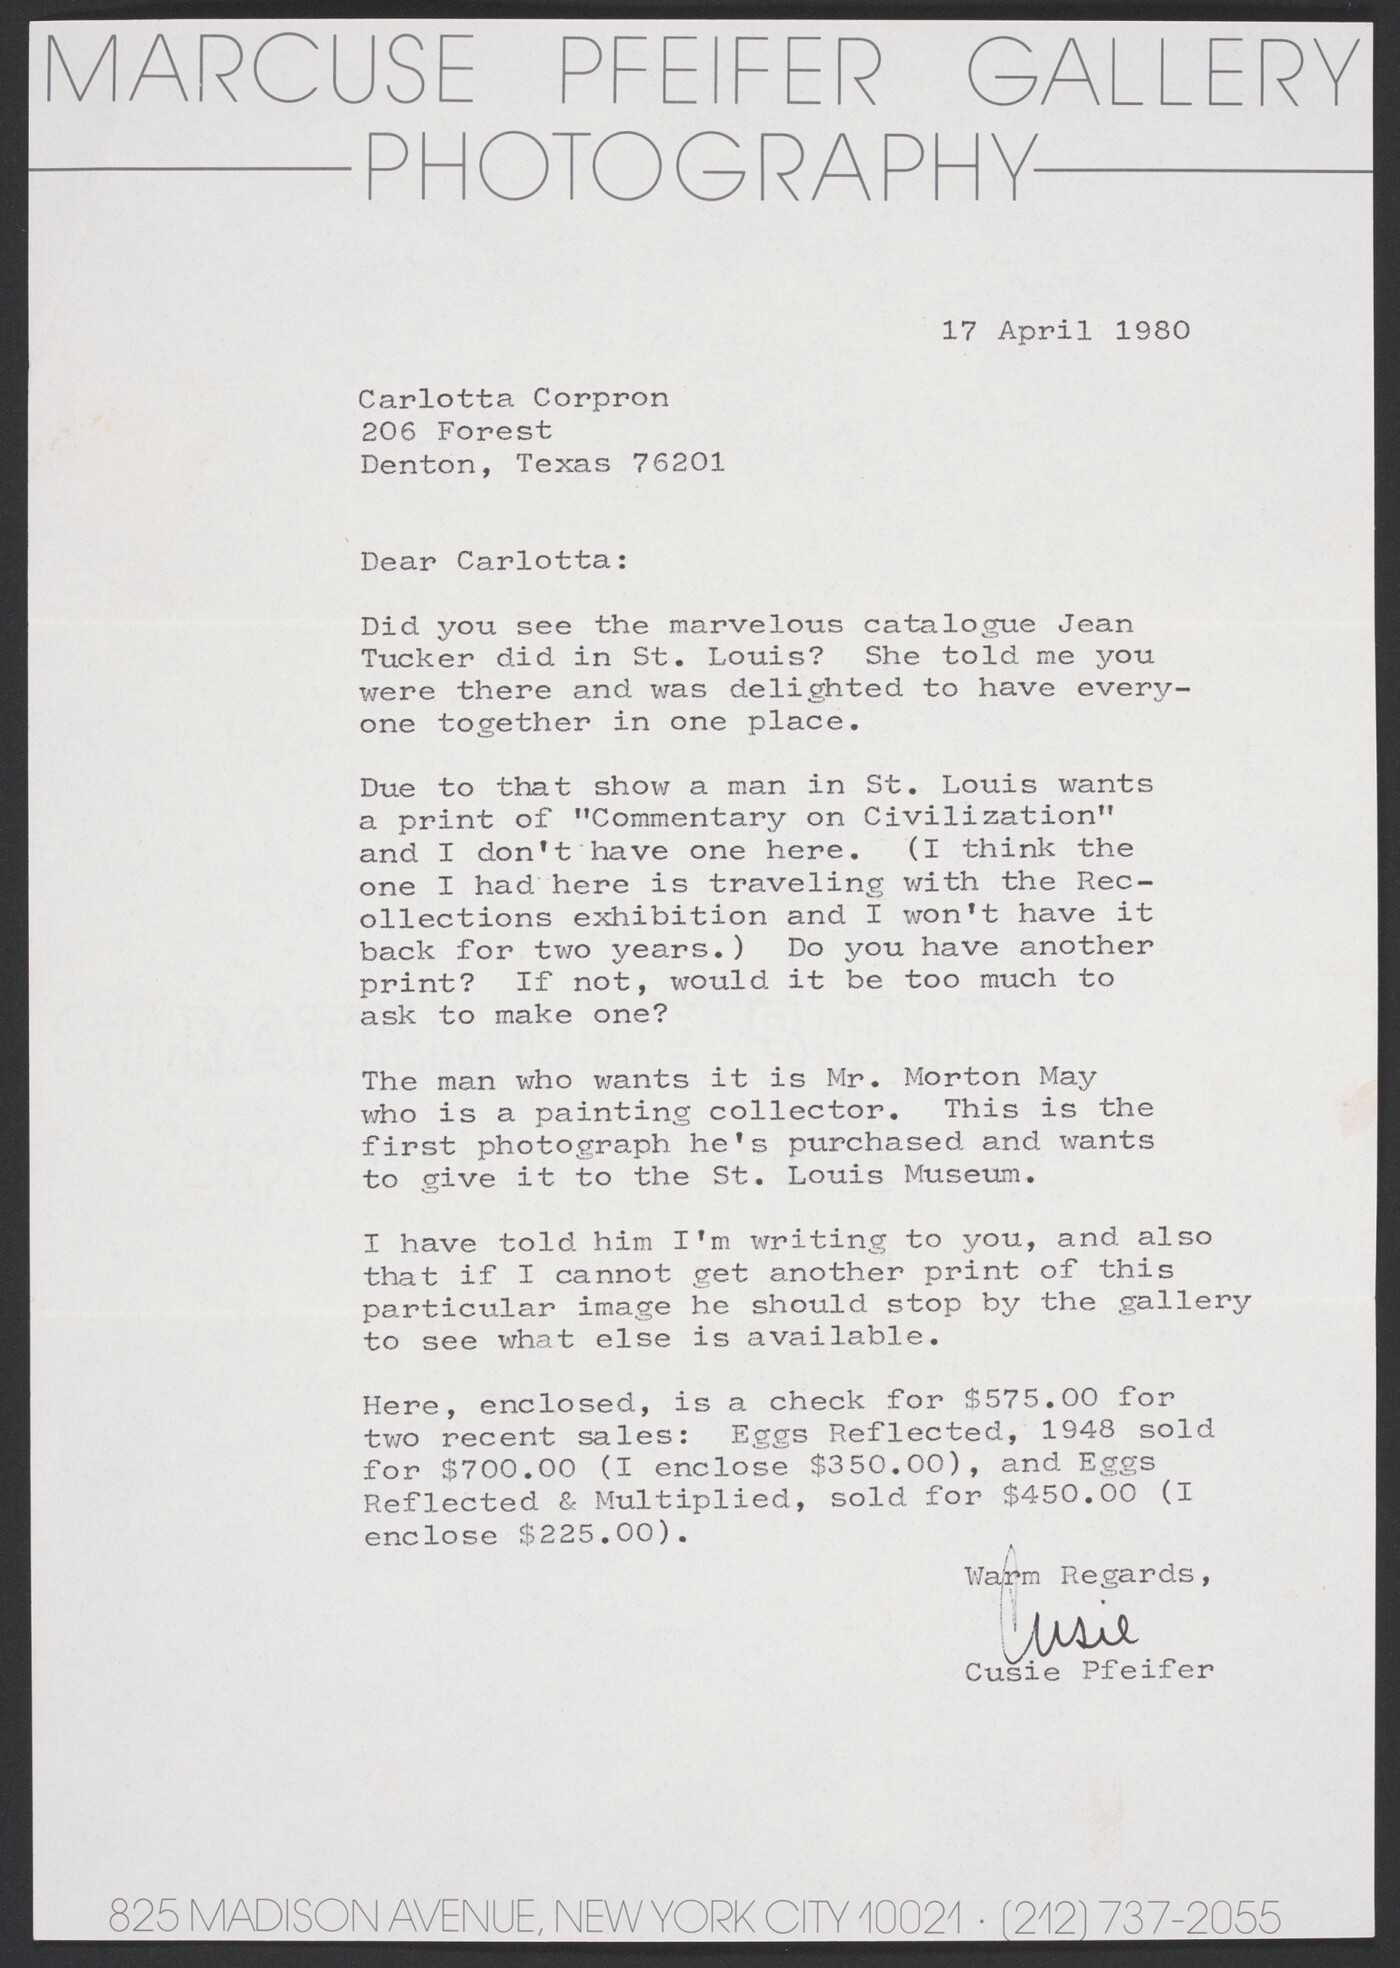 MARCUSE PFEIFER GALLERY
PHOTOGRAPHY
17 April 1980
Carlotta Corpron
206 Forest
Denton, Texas 76201
Dear Carlotta:
Did you see the marvelous catalogue Jean
Tucker did in St. Louis?  She told me you
were there and was delighted to have every-
one together in one place.
Due to that show a man in St. Louis wants
a print of "Commentary on Civilization"
and I don't have one here.  (I think the
one I had here is traveling with the Rec-
ollections exhibition and I won't have it
back for two years.)  Do you have another
print?  If not, would it be too much to
ask to make one?
The man who wants it is Mr. Morton May
who is a painting collector.  This is the
first photograph he's purchased and wants
to give it to the St. Louis Museum.
I have told him I'm writing to you, and also
that if I cannot get another print of this
particular image he should stop by the gallery
to see what else is available.
Here, enclosed, is a check for $575.00 for
two recent sales:  Eggs Reflected, 1948 sold
for $700.00 (I enclose $350.00), and Eggs
Reflected & Multiplied, sold for $450.00 (I
enclose $225.00).
Warm Regards,
Cusie
Cusie Pfeifer
825 MADISON AVENUE, NEW YORK CITY 10021 · (212) 737-2055